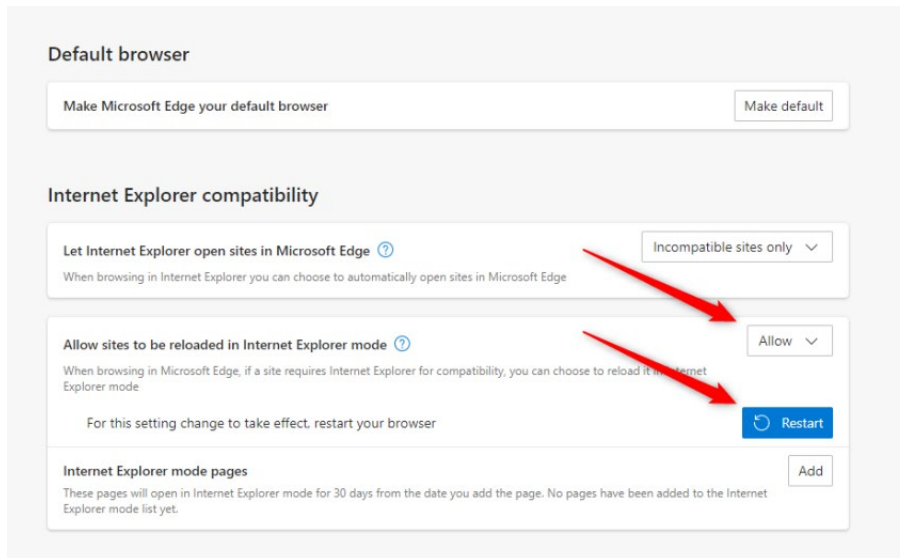 Default browser
Make Microsoft Edge your default browser
Make default
Internet Explorer compatibility
Let Internet Explorer open sites in Microsoft Edge
Incompatible sites only
When browsing in Internet Explorer you can choose to automatically open sites in Microsoft Edge
Allow sites to be reloaded in Internet Explorer mode
Allow
When browsing in Microsoft Edge, if a site requires Internet Explorer for compatibility, you can choose to reload it in Internet
Explorer mode
For this setting change to take effect, restart your browser
Restart
Internet Explorer mode pages
Add
These pages will open in Internet Explorer mode for 30 days from the date you add the page. No pages have been added to the Internet
Explorer mode list yet.